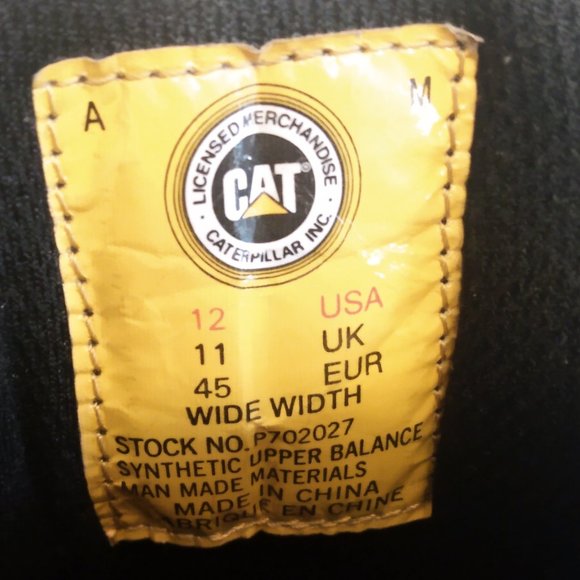 A M
LICENSED MERCHANDISE
CAT
CATERPILLAR INC.
12 USA
11 UK
45 EUR
WIDE WIDTH
STOCK NO. P702027
SYNTHETIC UPPER BALANCE
MAN MADE MATERIALS
MADE IN CHINA
FABRIQUE EN CHINE